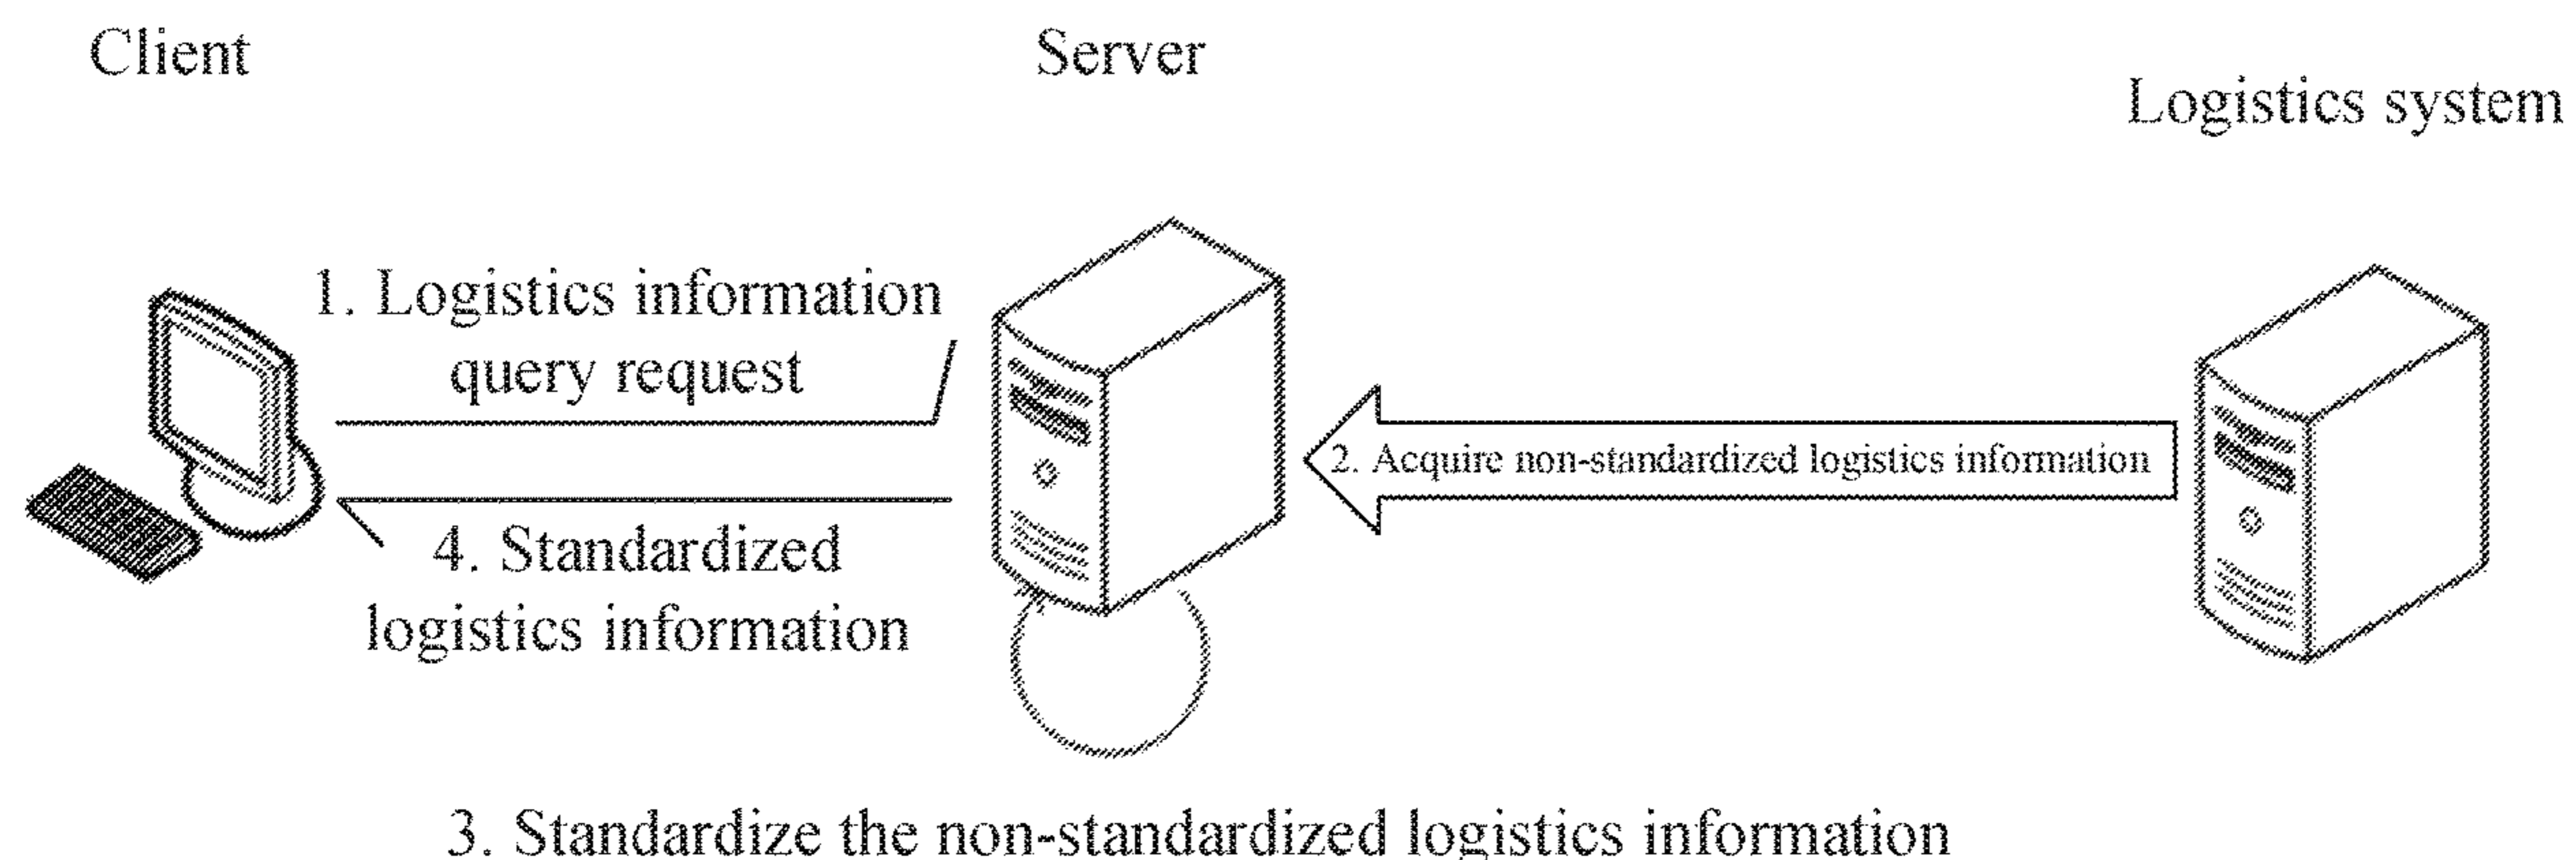 Client
Server
Logistics system
1. Logistics information
query request
2. Acquire non-standardized logistics information
4. Standardized
logistics information
3. Standardize the non-standardized logistics information